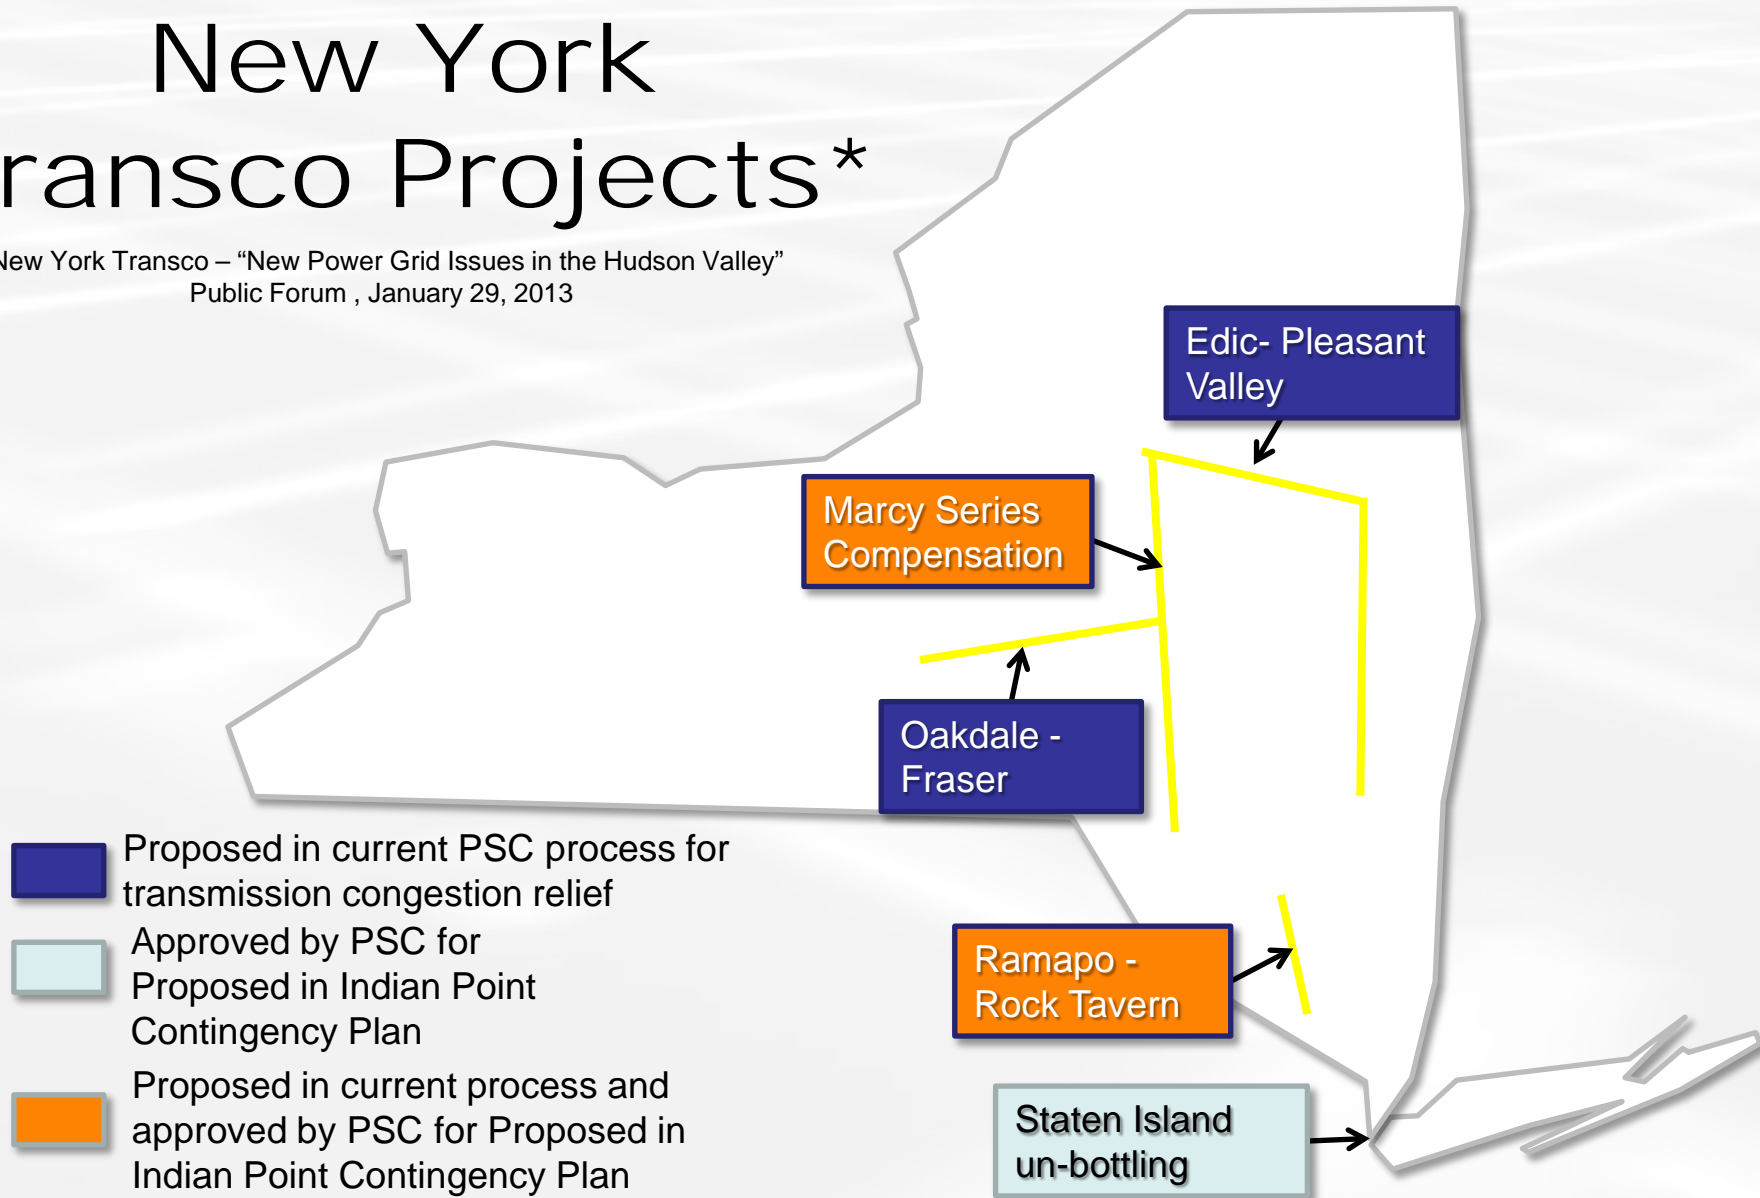 New York
ransco Projects*
New York Transco – “New Power Grid Issues in the Hudson Valley”
Public Forum , January 29, 2013
Edic- Pleasant
Valley
Marcy Series
Compensation
Oakdale -
Fraser
Proposed in current PSC process for
transmission congestion relief
Approved by PSC for
Proposed in Indian Point
Contingency Plan
Proposed in current process and
approved by PSC for Proposed in
Indian Point Contingency Plan
Ramapo -
Rock Tavern
Staten Island
un-bottling